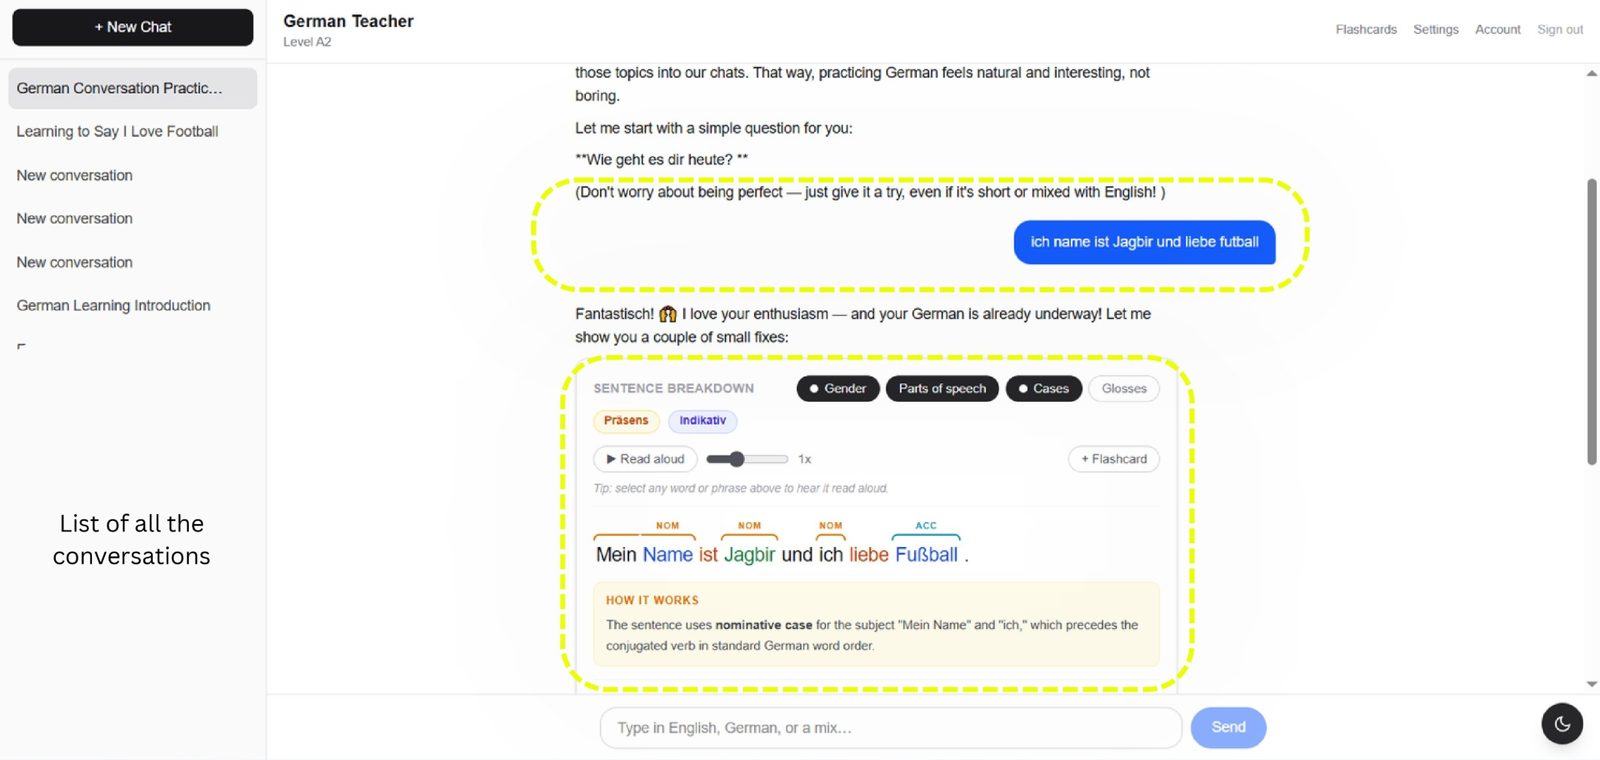 + New Chat
German Conversation Practic...
Learning to Say I Love Football
New conversation
New conversation
New conversation
German Learning Introduction
List of all the
conversations
German Teacher
Level A2
Flashcards Settings Account Sign out
those topics into our chats. That way, practicing German feels natural and interesting, not
boring.
Let me start with a simple question for you:
**Wie geht es dir heute? **
(Don't worry about being perfect — just give it a try, even if it's short or mixed with English! )
ich name ist Jagbir und liebe futball
Fantastisch! 🙌 I love your enthusiasm — and your German is already underway! Let me
show you a couple of small fixes:
SENTENCE BREAKDOWN Gender Parts of speech Cases Glosses
Präsens Indikativ
Read aloud 1x + Flashcard
Tip: select any word or phrase above to hear it read aloud.
NOM NOM NOM ACC
Mein Name ist Jagbir und ich liebe Fußball .
HOW IT WORKS
The sentence uses nominative case for the subject "Mein Name" and "ich," which precedes the
conjugated verb in standard German word order.
Type in English, German, or a mix...
Send